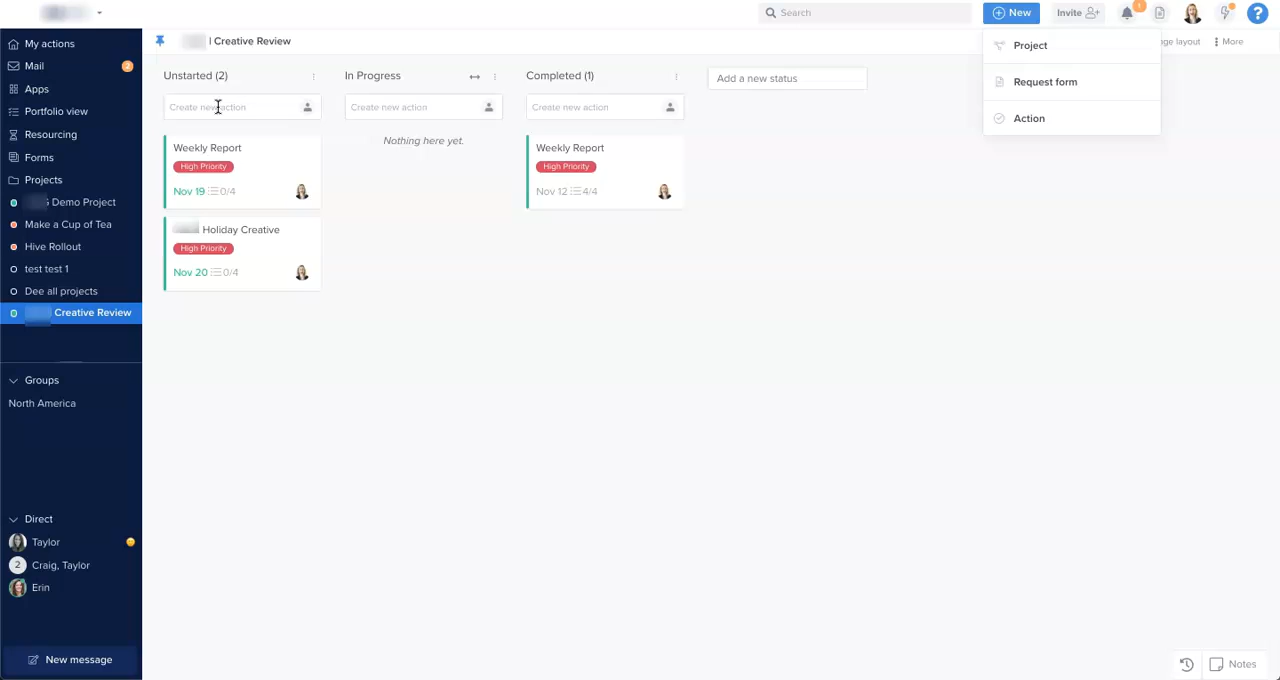 Search
New
Invite
1
?
My actions
Mail
2
Apps
Portfolio view
Resourcing
Forms
Projects
Demo Project
Make a Cup of Tea
Hive Rollout
test test 1
Dee all projects
Creative Review
Groups
North America
Direct
Taylor
2 Craig, Taylor
Erin
New message
| Creative Review
layout
More
Unstarted (2)
Create new action
Weekly Report
High Priority
Nov 19 0/4
Holiday Creative
High Priority
Nov 20 0/4
In Progress
Create new action
Nothing here yet.
Completed (1)
Create new action
Weekly Report
High Priority
Nov 12 4/4
Add a new status
Project
Request form
Action
Notes